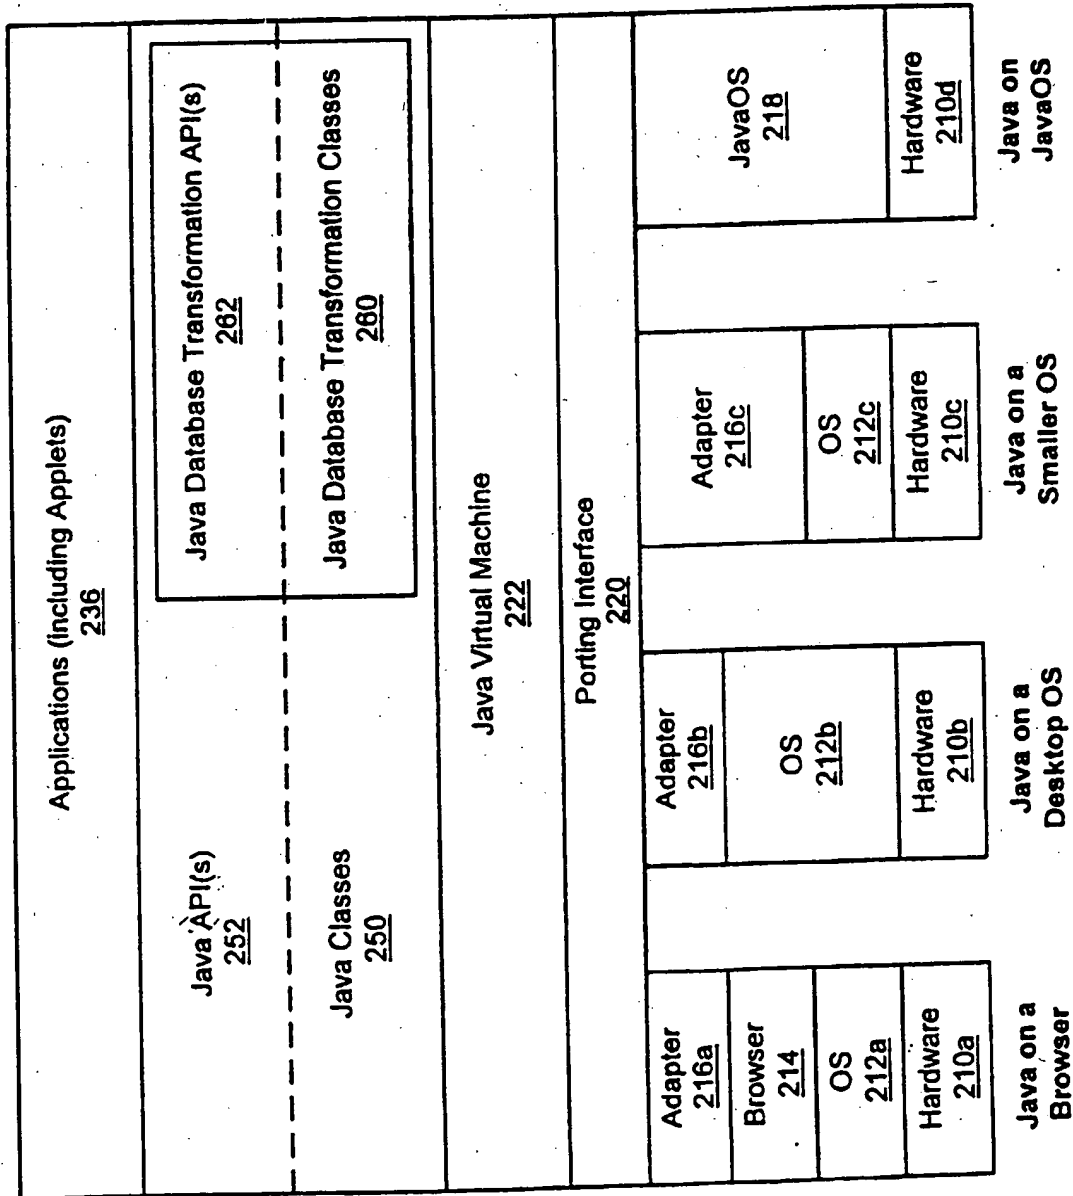 Applications (Including Applets)
236
Java API(s)
252
Java Database Transformation API(s)
262
Java Classes
250
Java Database Transformation Classes
260
Java Virtual Machine
222
Porting Interface
220
Adapter
216a
Browser
214
OS
212a
Hardware
210a
Java on a
Browser
Adapter
216b
OS
212b
Hardware
210b
Java on a
Desktop OS
Adapter
216c
OS
212c
Hardware
210c
Java on a
Smaller OS
JavaOS
218
Hardware
210d
Java on
JavaOS